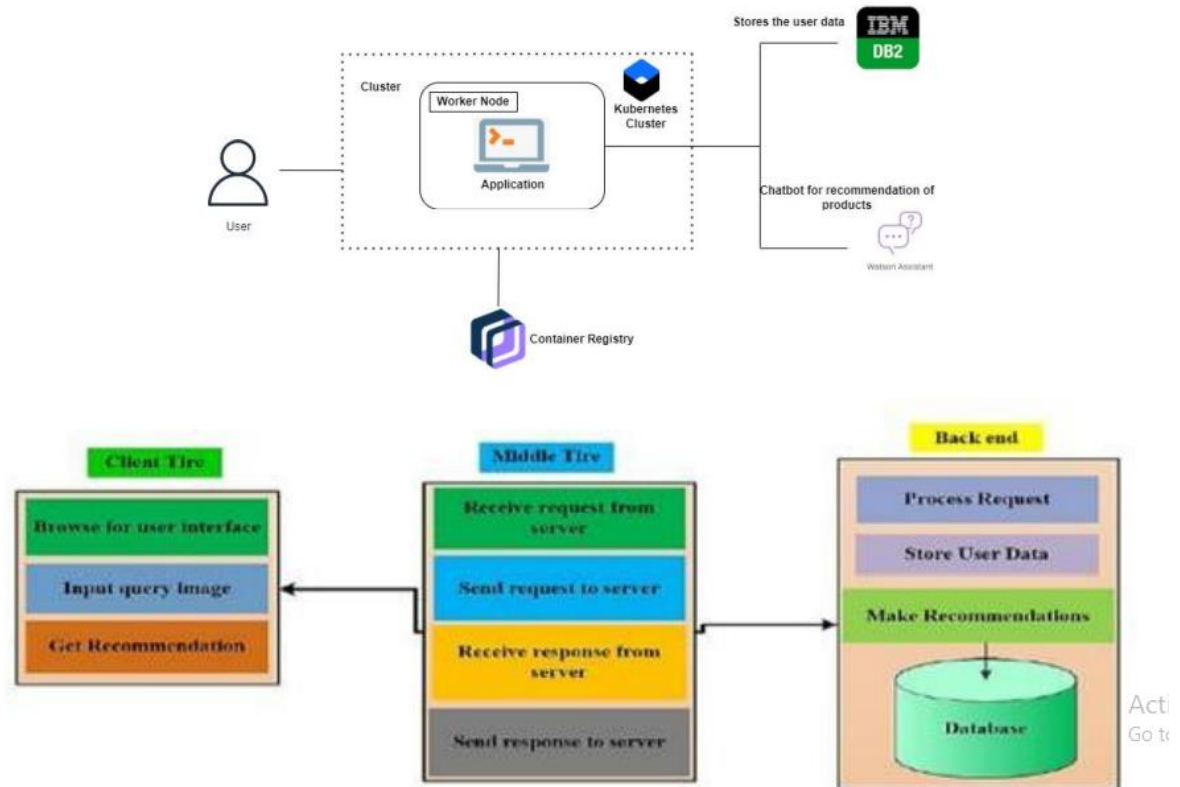 Stores the user data
IBM
DB2
Cluster
Worker Node
Kubernetes
Cluster
Application
User
Chatbot for recommendation of
products
Watson Assistant
Container Registry
Client Tire
Browse for user interface
Input query image
Get Recommendation
Middle Tire
Receive request from
server
Send request to server
Receive response from
server
Send response to server
Back end
Process Request
Store User Data
Make Recommendations
Database
Acti
Go to